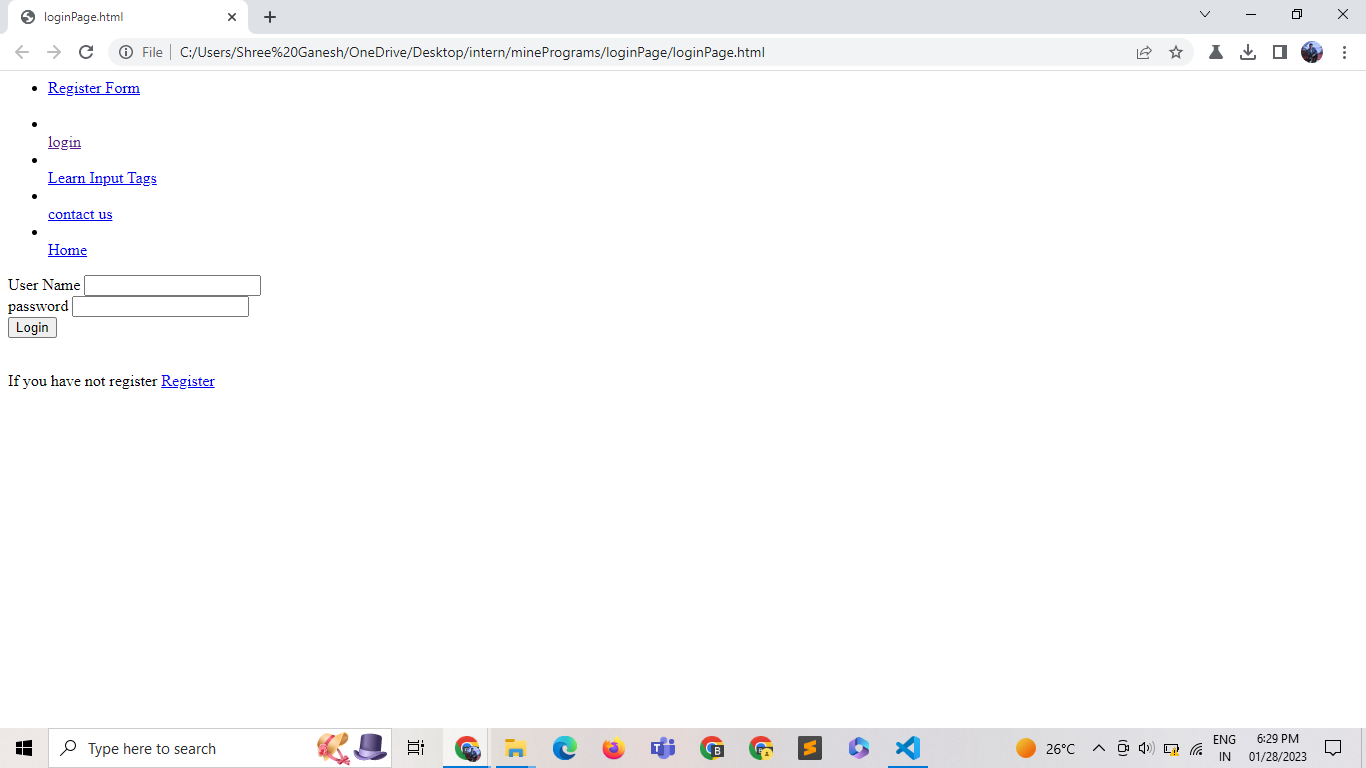 loginPage.html
File
C:/Users/Shree%20Ganesh/OneDrive/Desktop/intern/minePrograms/loginPage/loginPage.html
Register Form
login
Learn Input Tags
contact us
Home
User Name
password
Login
If you have not register Register
Type here to search
B
26°C
ENG
IN
6:29 PM
01/28/2023